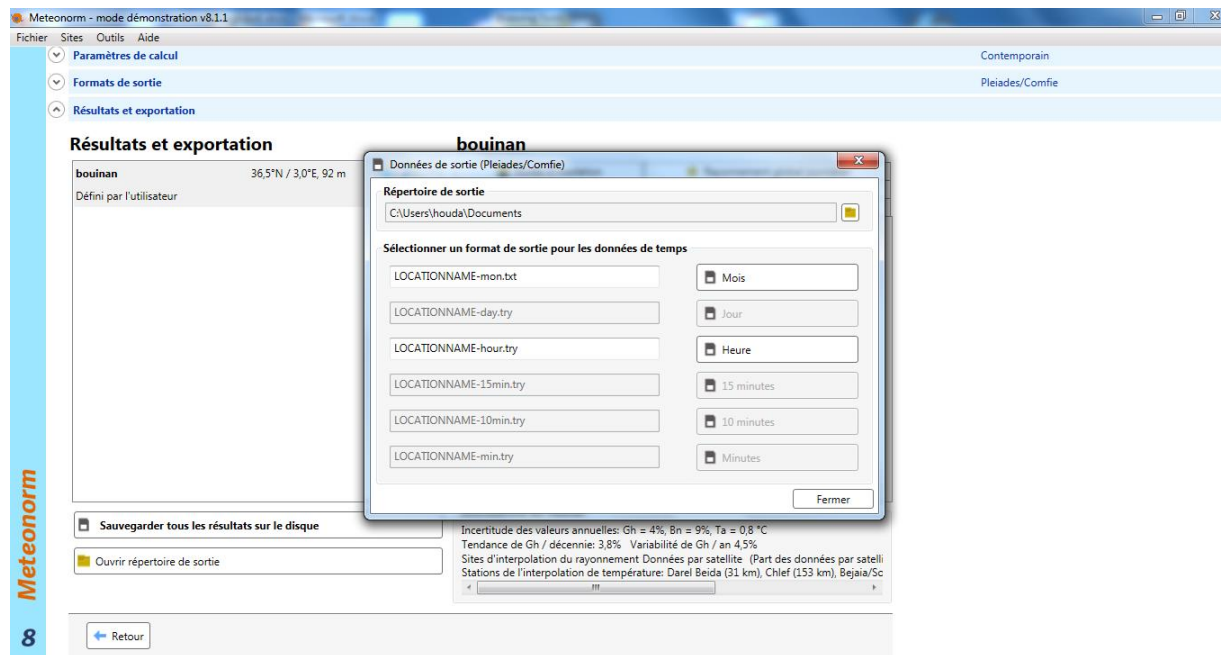 Meteonorm - mode démonstration v8.1.1
Fichier Sites Outils Aide
Paramètres de calcul Contemporain
Formats de sortie Pleiades/Comfie
Résultats et exportation
Résultats et exportation
bouinan
bouinan 36,5°N / 3,0°E, 92 m
Défini par l'utilisateur
Données de sortie (Pleiades/Comfie)
Répertoire de sortie
C:\Users\houda\Documents
Sélectionner un format de sortie pour les données de temps
LOCATIONNAME-mon.txt Mois
LOCATIONNAME-day.try Jour
LOCATIONNAME-hour.try Heure
LOCATIONNAME-15min.try 15 minutes
LOCATIONNAME-10min.try 10 minutes
LOCATIONNAME-min.try Minutes
Fermer
Sauvegarder tous les résultats sur le disque
Ouvrir répertoire de sortie
Incertitude des valeurs annuelles: Gh = 4%, Bn = 9%, Ta = 0,8 °C
Tendance de Gh / décennie: 3,8% Variabilité de Gh / an 4,5%
Sites d'interpolation du rayonnement Données par satellite (Part des données par satelli
Stations de l'interpolation de température: Darel Beida (31 km), Chlef (153 km), Bejaia/So
Retour
Meteonorm
8